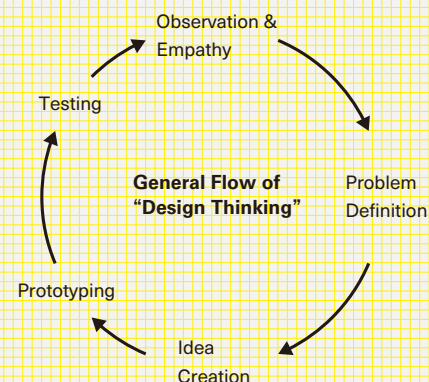 Observation &
Empathy
Testing
General Flow of
“Design Thinking”
Problem
Definition
Prototyping
Idea
Creation